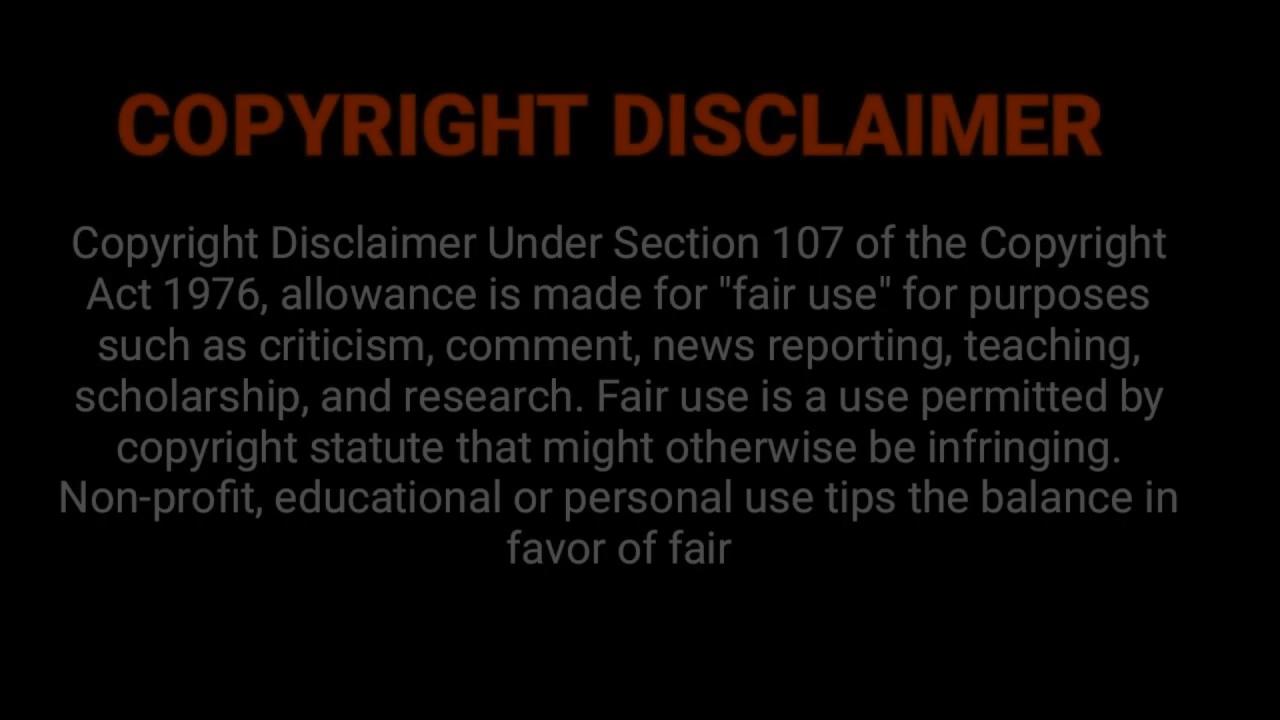 COPYRIGHT DISCLAIMER
Copyright Disclaimer Under Section 107 of the Copyright
Act 1976, allowance is made for "fair use" for purposes
such as criticism, comment, news reporting, teaching,
scholarship, and research. Fair use is a use permitted by
copyright statute that might otherwise be infringing.
Non-profit, educational or personal use tips the balance in
favor of fair